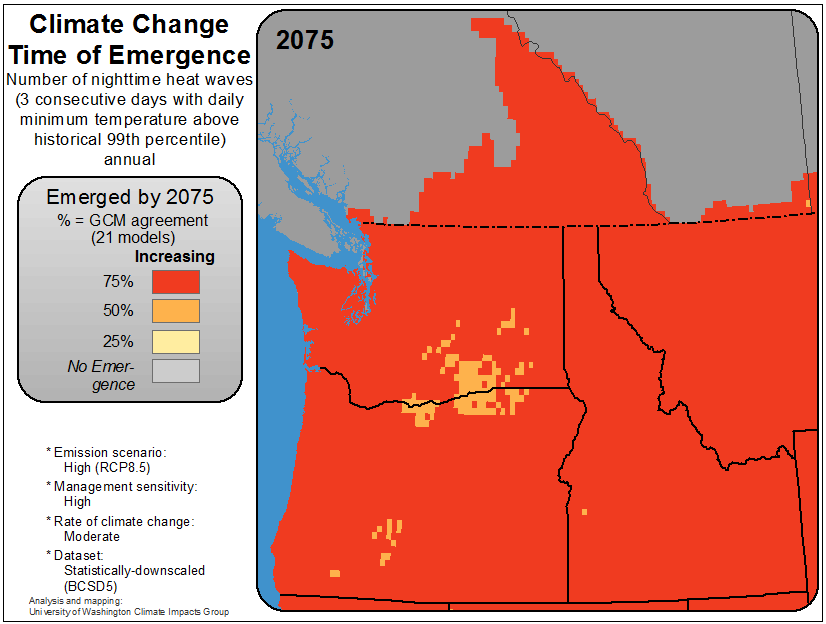 Climate Change
Time of Emergence
Number of nighttime heat waves
(3 consecutive days with daily
minimum temperature above
historical 99th percentile)
annual
Emerged by 2075
% = GCM agreement
(21 models)
Increasing
75%
50%
25%
No Emer-
gence
* Emission scenario:
High (RCP8.5)
* Management sensitivity:
High
* Rate of climate change:
Moderate
* Dataset:
Statistically-downscaled
(BCSD5)
Analysis and mapping:
University of Washington Climate Impacts Group
2075